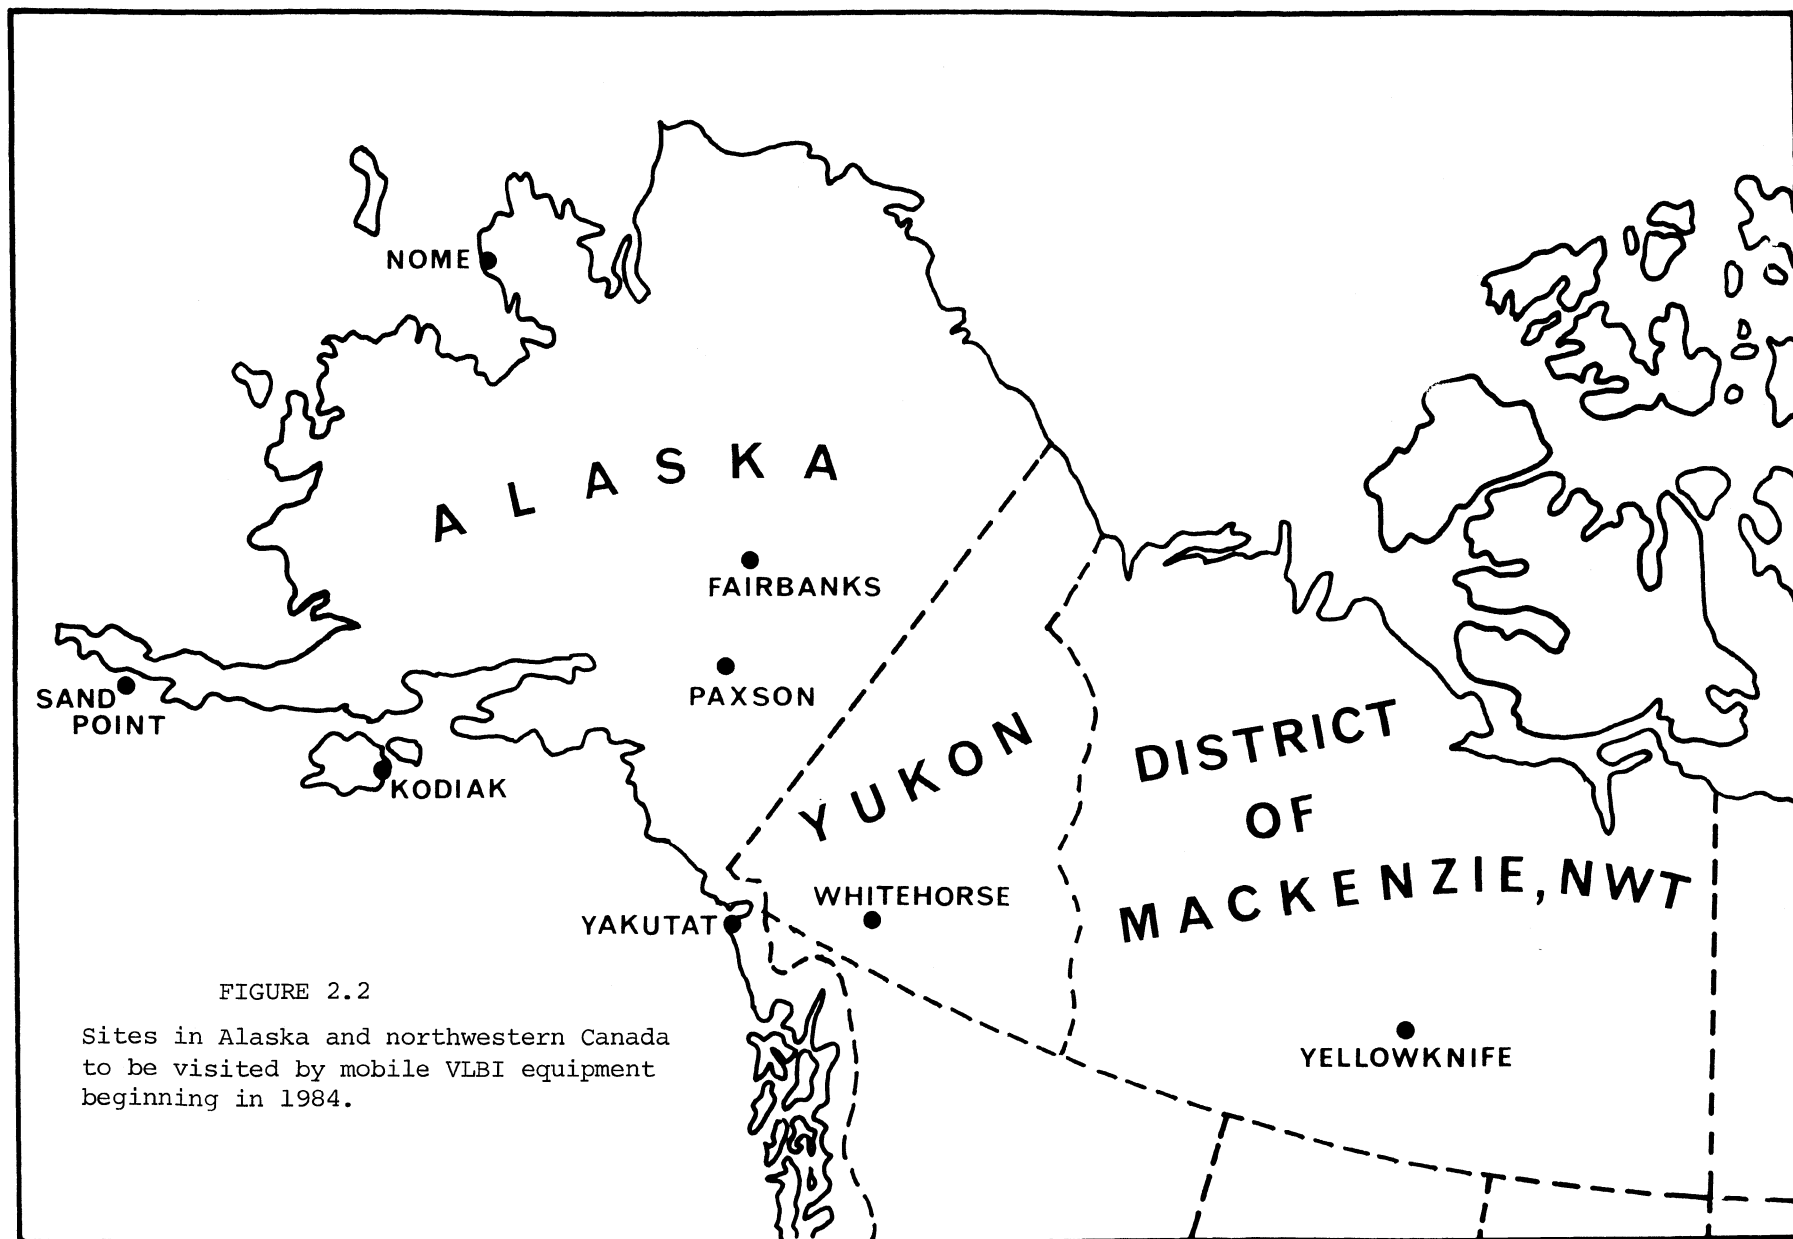 NOME
ALASKA
FAIRBANKS
PAXSON
SAND
POINT
KODIAK
YUKON
DISTRICT
OF
MACKENZIE, NWT
WHITEHORSE
YAKUTAT
YELLOWKNIFE
FIGURE 2.2
Sites in Alaska and northwestern Canada
to be visited by mobile VLBI equipment
beginning in 1984.